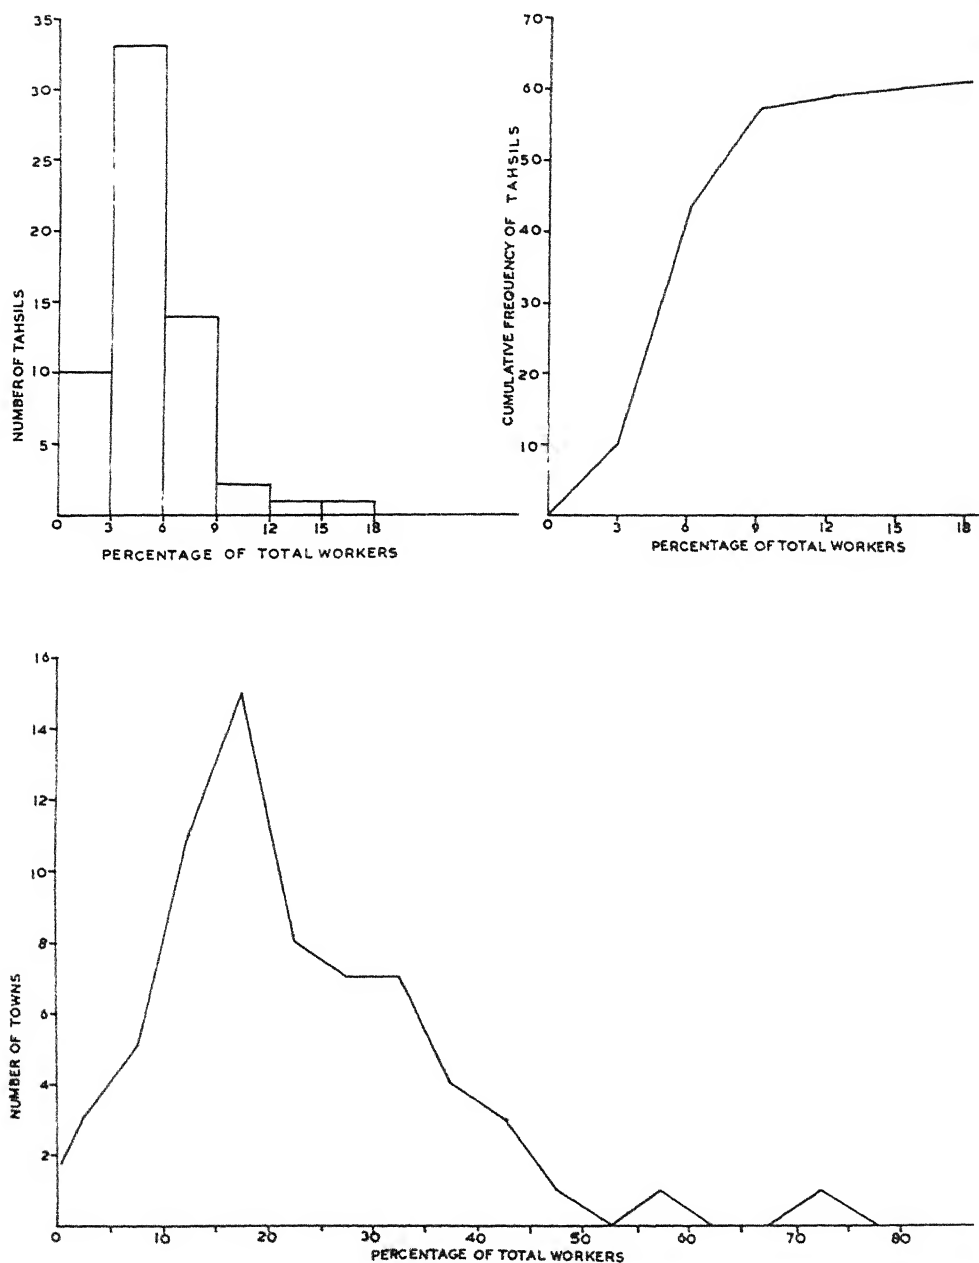 35
30
25
20
15
10
5
NUMBER OF TAHSILS
0 3 6 9 12 15 18
PERCENTAGE OF TOTAL WORKERS
70
60
50
40
30
20
10
CUMULATIVE FREQUENCY OF TAHSILS
0 3 6 9 12 15 18
PERCENTAGE OF TOTAL WORKERS
16
14
12
10
8
6
4
2
NUMBER OF TOWNS
0 10 20 30 40 50 60 70 80
PERCENTAGE OF TOTAL WORKERS